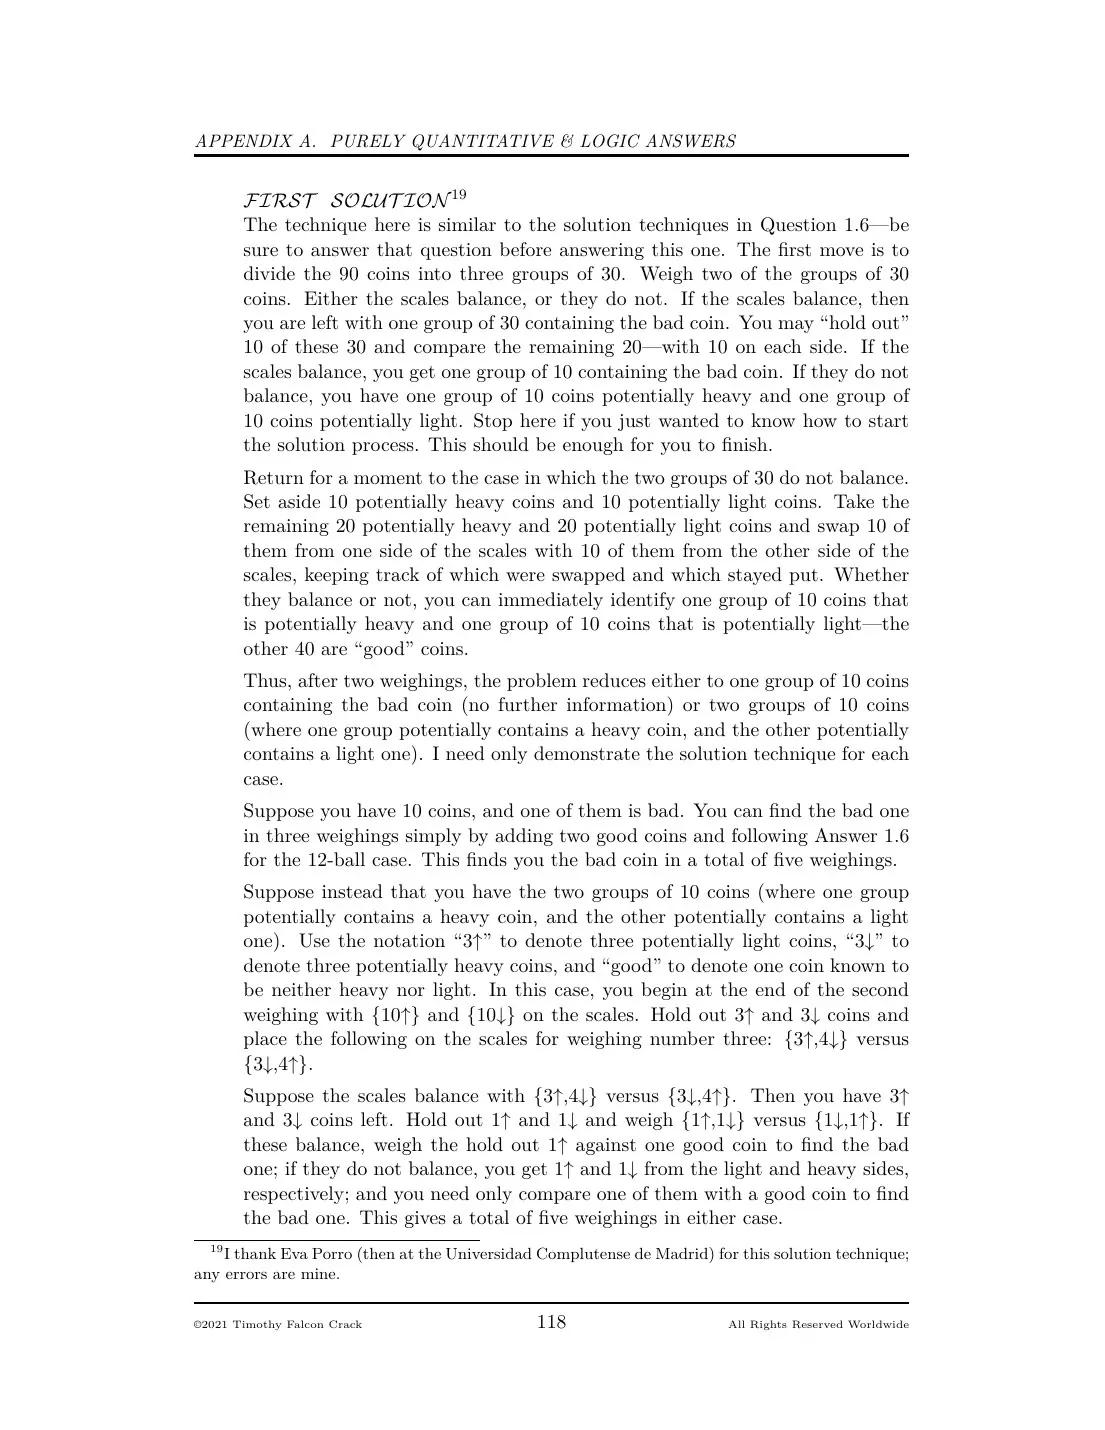 APPENDIX A. PURELY QUANTITATIVE & LOGIC ANSWERS
FIRST SOLUTION19
The technique here is similar to the solution techniques in Question 1.6—be
sure to answer that question before answering this one. The first move is to
divide the 90 coins into three groups of 30. Weigh two of the groups of 30
coins. Either the scales balance, or they do not. If the scales balance, then
you are left with one group of 30 containing the bad coin. You may “hold out”
10 of these 30 and compare the remaining 20—with 10 on each side. If the
scales balance, you get one group of 10 containing the bad coin. If they do not
balance, you have one group of 10 coins potentially heavy and one group of
10 coins potentially light. Stop here if you just wanted to know how to start
the solution process. This should be enough for you to finish.
Return for a moment to the case in which the two groups of 30 do not balance.
Set aside 10 potentially heavy coins and 10 potentially light coins. Take the
remaining 20 potentially heavy and 20 potentially light coins and swap 10 of
them from one side of the scales with 10 of them from the other side of the
scales, keeping track of which were swapped and which stayed put. Whether
they balance or not, you can immediately identify one group of 10 coins that
is potentially heavy and one group of 10 coins that is potentially light—the
other 40 are “good” coins.
Thus, after two weighings, the problem reduces either to one group of 10 coins
containing the bad coin (no further information) or two groups of 10 coins
(where one group potentially contains a heavy coin, and the other potentially
contains a light one). I need only demonstrate the solution technique for each
case.
Suppose you have 10 coins, and one of them is bad. You can find the bad one
in three weighings simply by adding two good coins and following Answer 1.6
for the 12-ball case. This finds you the bad coin in a total of five weighings.
Suppose instead that you have the two groups of 10 coins (where one group
potentially contains a heavy coin, and the other potentially contains a light
one). Use the notation “3↑” to denote three potentially light coins, “3↓” to
denote three potentially heavy coins, and “good” to denote one coin known to
be neither heavy nor light. In this case, you begin at the end of the second
weighing with {10↑} and {10↓} on the scales. Hold out 3↑ and 3↓ coins and
place the following on the scales for weighing number three: {3↑,4↓} versus
{3↓,4↑}.
Suppose the scales balance with {3↑,4↓} versus {3↓,4↑}. Then you have 3↑
and 3↓ coins left. Hold out 1↑ and 1↓ and weigh {1↑,1↓} versus {1↓,1↑}. If
these balance, weigh the hold out 1↑ against one good coin to find the bad
one; if they do not balance, you get 1↑ and 1↓ from the light and heavy sides,
respectively; and you need only compare one of them with a good coin to find
the bad one. This gives a total of five weighings in either case.
19I thank Eva Porro (then at the Universidad Complutense de Madrid) for this solution technique;
any errors are mine.
©2021 Timothy Falcon Crack 118 All Rights Reserved Worldwide